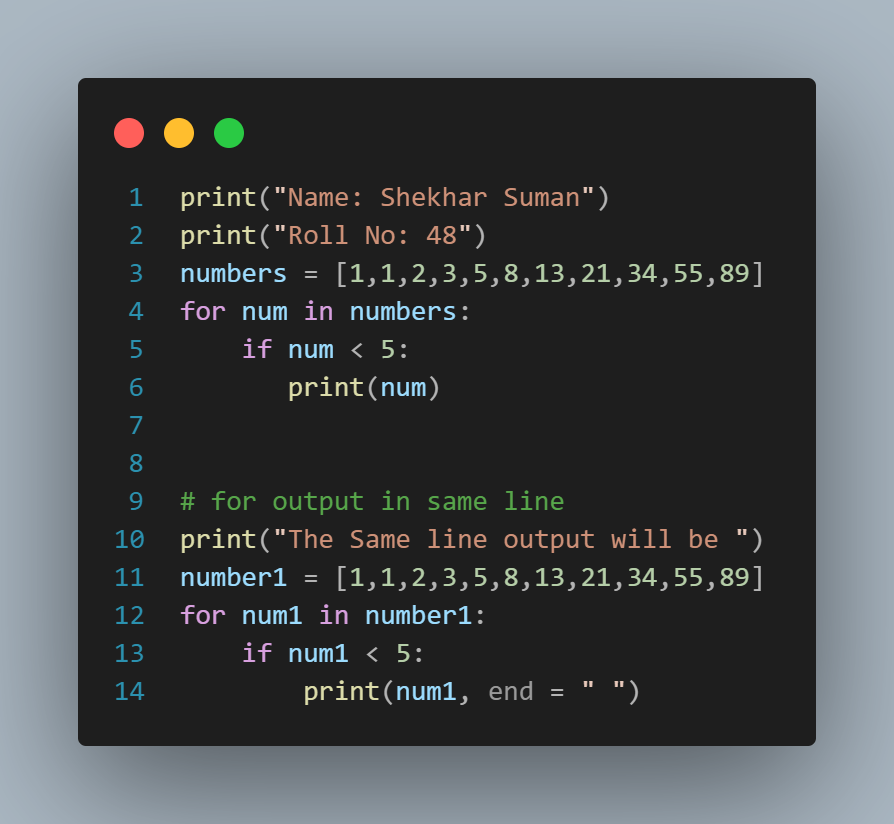 1 print("Name: Shekhar Suman")
2 print("Roll No: 48")
3 numbers = [1,1,2,3,5,8,13,21,34,55,89]
4 for num in numbers:
5     if num < 5:
6        print(num)
7
8
9 # for output in same line
10 print("The Same line output will be ")
11 number1 = [1,1,2,3,5,8,13,21,34,55,89]
12 for num1 in number1:
13     if num1 < 5:
14         print(num1, end = " ")